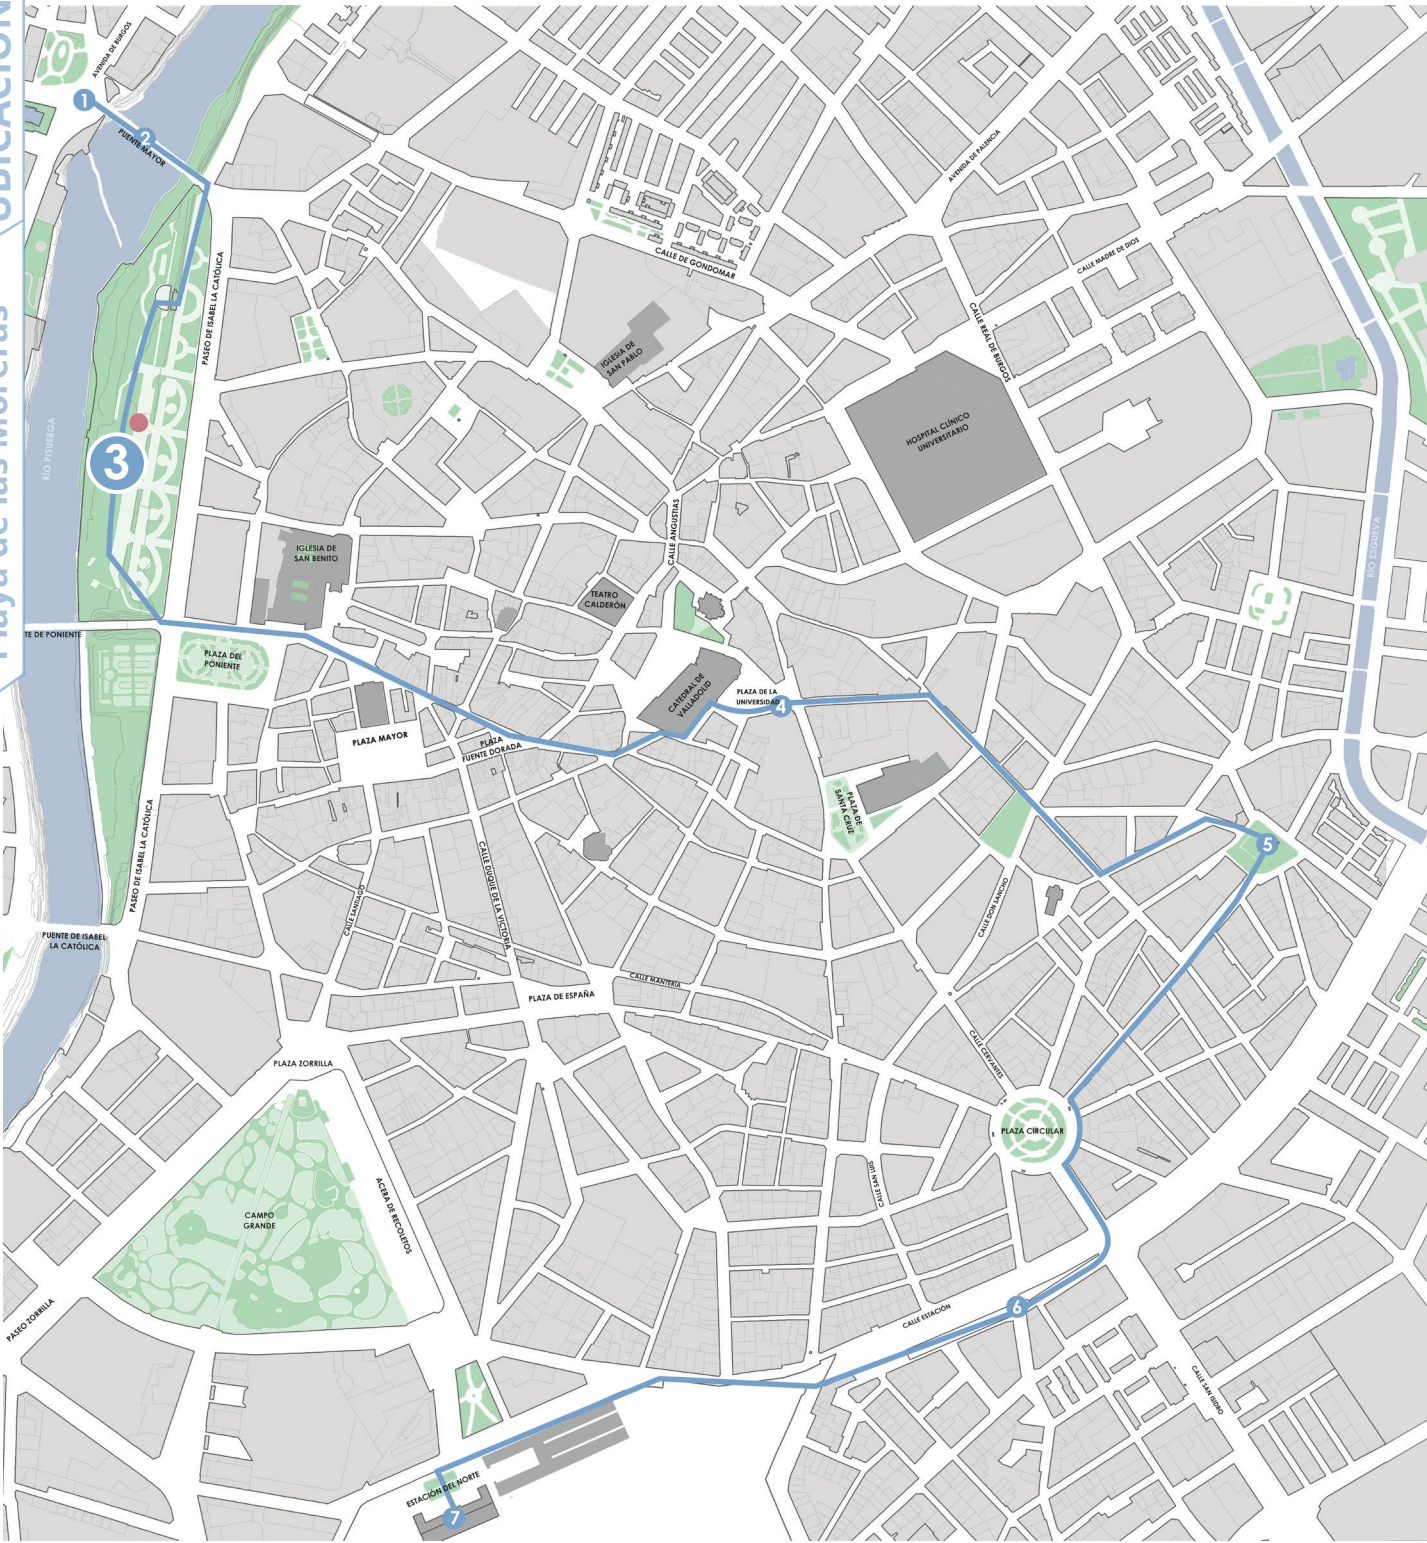 UBICACIÓN
Playa de las Moreras
AVENIDA DE BURGOS
1
2
PUENTE MAYOR
AVENIDA DE PALENCIA
CALLE DE GONDOMAR
CALLE MADRE DE DIOS
PASEO DE ISABEL LA CATÓLICA
CALLE REAL DE BURGOS
IGLESIA DE
SAN PABLO
HOSPITAL CLÍNICO
UNIVERSITARIO
RÍO PISUERGA
3
CALLE ANGUSTIAS
RÍO ESGUEVA
IGLESIA DE
SAN BENITO
TEATRO
CALDERÓN
TE DE PONIENTE
PLAZA DEL
PONIENTE
CATEDRAL DE
VALLADOLID
PLAZA DE LA
UNIVERSIDAD
4
PLAZA MAYOR
PLAZA
FUENTE DORADA
PLAZA DE
SANTA CRUZ
5
PASEO DE ISABEL LA CATÓLICA
CALLE SANTIAGO
CALLE DUQUE DE LA VICTORIA
CALLE DON SANCHO
PUENTE DE ISABEL
LA CATÓLICA
CALLE MANTERIA
PLAZA DE ESPAÑA
CALLE CERVANTES
PLAZA ZORRILLA
PLAZA CIRCULAR
CALLE SAN LUIS
ACERA DE RECOLETOS
CAMPO
GRANDE
PASEO ZORRILLA
CALLE ESTACIÓN
6
CALLE SAN ISIDRO
ESTACIÓN DEL NORTE
7